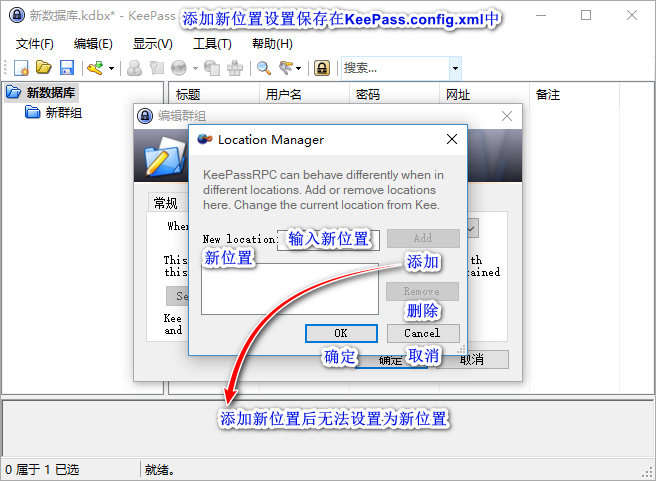 新数据库.kdbx* - KeePass
添加新位置设置保存在KeePass.config.xml中
文件(F) 编辑(E) 显示(V) 工具(T) 帮助(H)
搜索...
新数据库
新群组
标题 用户名 密码 网址 备注
编辑群组
Location Manager
KeePassRPC can behave differently when in
different locations. Add or remove locations
here. Change the current location from Kee.
常规
When
New location:
输入新位置
Add
新位置
添加
This
this
th
tained
Remove
删除
Se
Kee
and
OK
Cancel
确定
取消
确定
取消
添加新位置后无法设置为新位置
0 属于 1 已选
就绪。